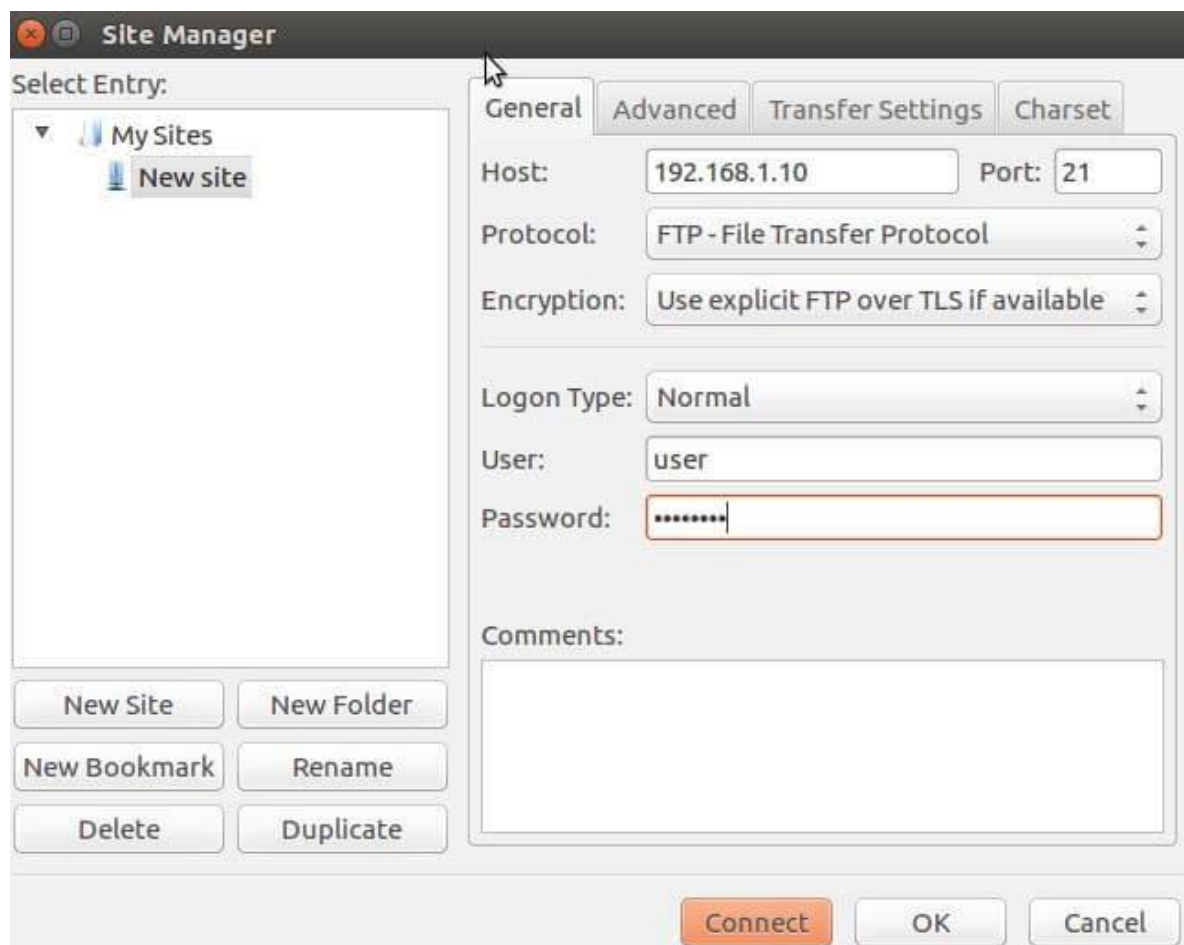 Site Manager
Select Entry:
My Sites
New site
New Site New Folder
New Bookmark Rename
Delete Duplicate
General Advanced Transfer Settings Charset
Host: 192.168.1.10 Port: 21
Protocol: FTP - File Transfer Protocol
Encryption: Use explicit FTP over TLS if available
Logon Type: Normal
User: user
Password: ••••••••
Comments:
Connect OK Cancel